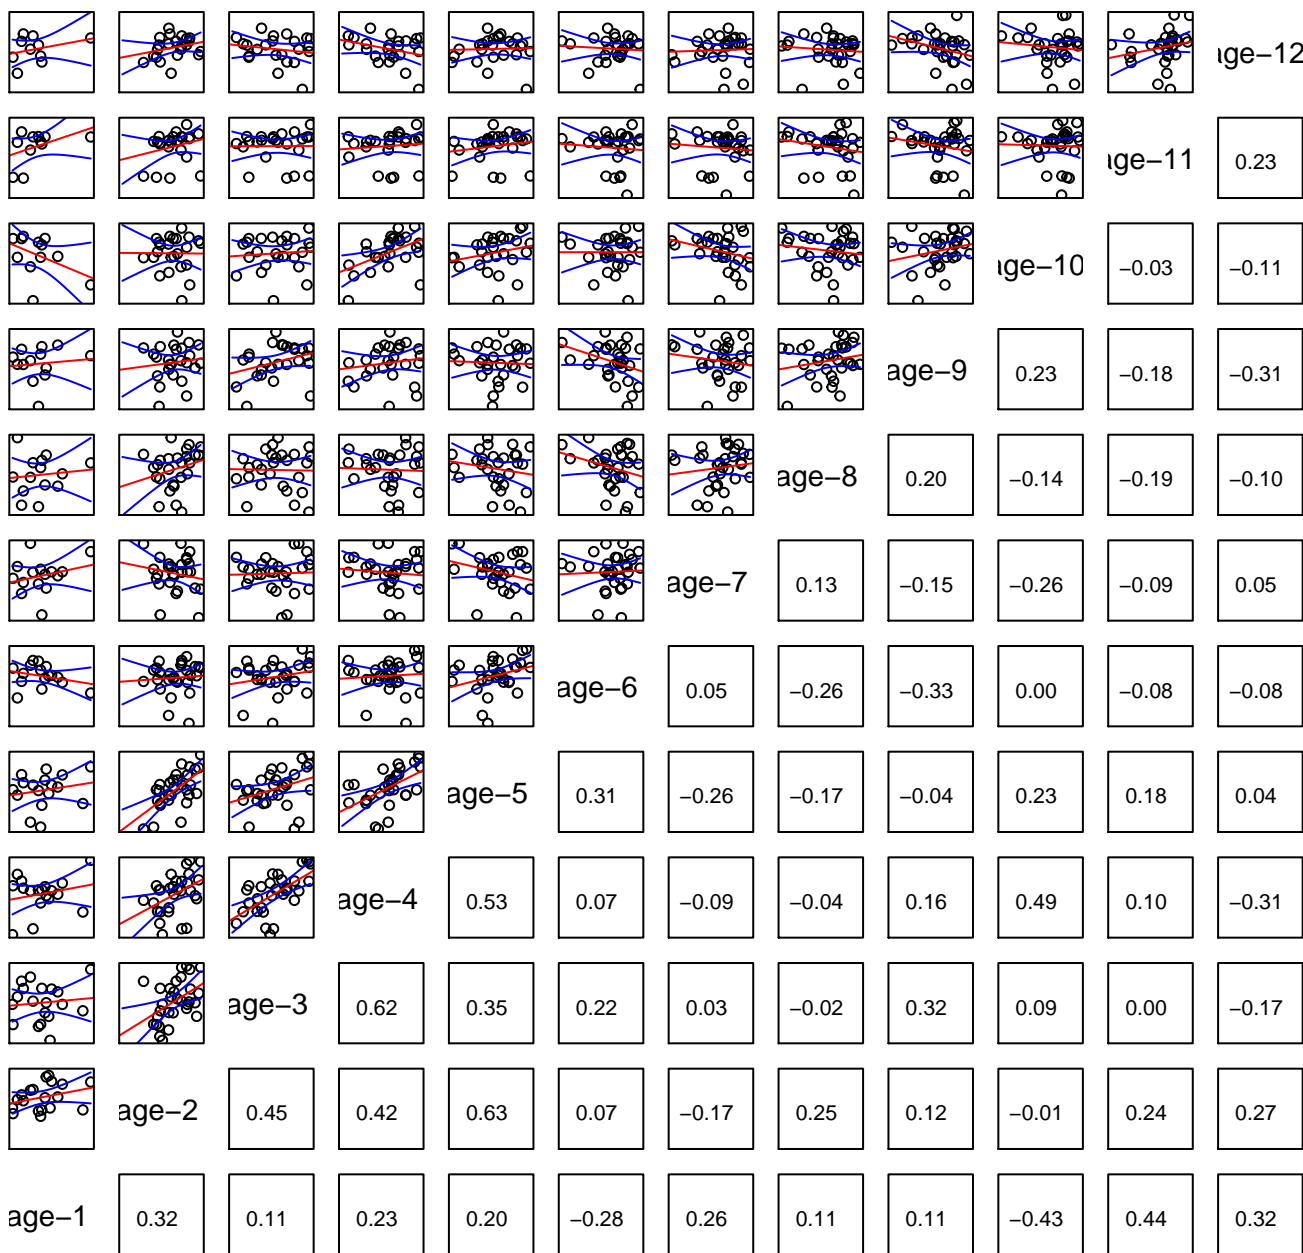 age−12
age−11 0.23
age−10 −0.03 −0.11
age−9 0.23 −0.18 −0.31
age−8 0.20 −0.14 −0.19 −0.10
age−7 0.13 −0.15 −0.26 −0.09 0.05
age−6 0.05 −0.26 −0.33 0.00 −0.08 −0.08
age−5 0.31 −0.26 −0.17 −0.04 0.23 0.18 0.04
age−4 0.53 0.07 −0.09 −0.04 0.16 0.49 0.10 −0.31
age−3 0.62 0.35 0.22 0.03 −0.02 0.32 0.09 0.00 −0.17
age−2 0.45 0.42 0.63 0.07 −0.17 0.25 0.12 −0.01 0.24 0.27
age−1 0.32 0.11 0.23 0.20 −0.28 0.26 0.11 0.11 −0.43 0.44 0.32